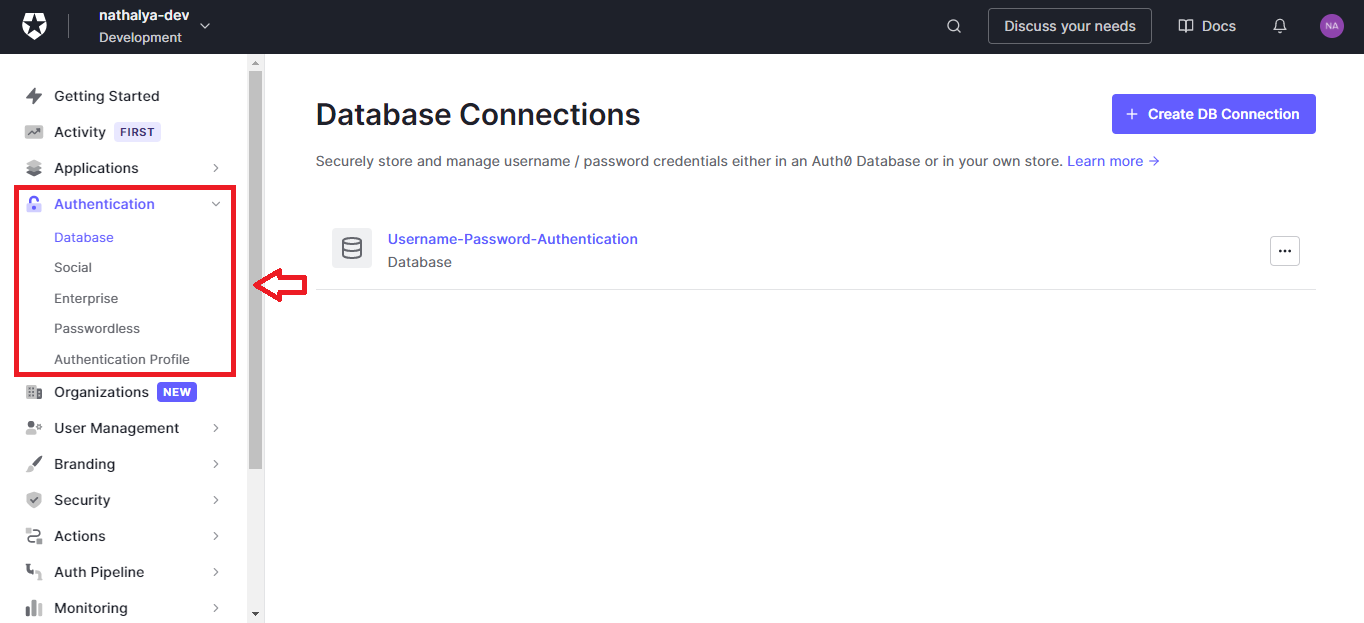 nathalya-dev
Development
Discuss your needs
Docs
NA
Getting Started
Activity FIRST
Applications
Authentication
Database
Social
Enterprise
Passwordless
Authentication Profile
Organizations NEW
User Management
Branding
Security
Actions
Auth Pipeline
Monitoring
Database Connections
+ Create DB Connection
Securely store and manage username / password credentials either in an Auth0 Database or in your own store. Learn more →
Username-Password-Authentication
Database